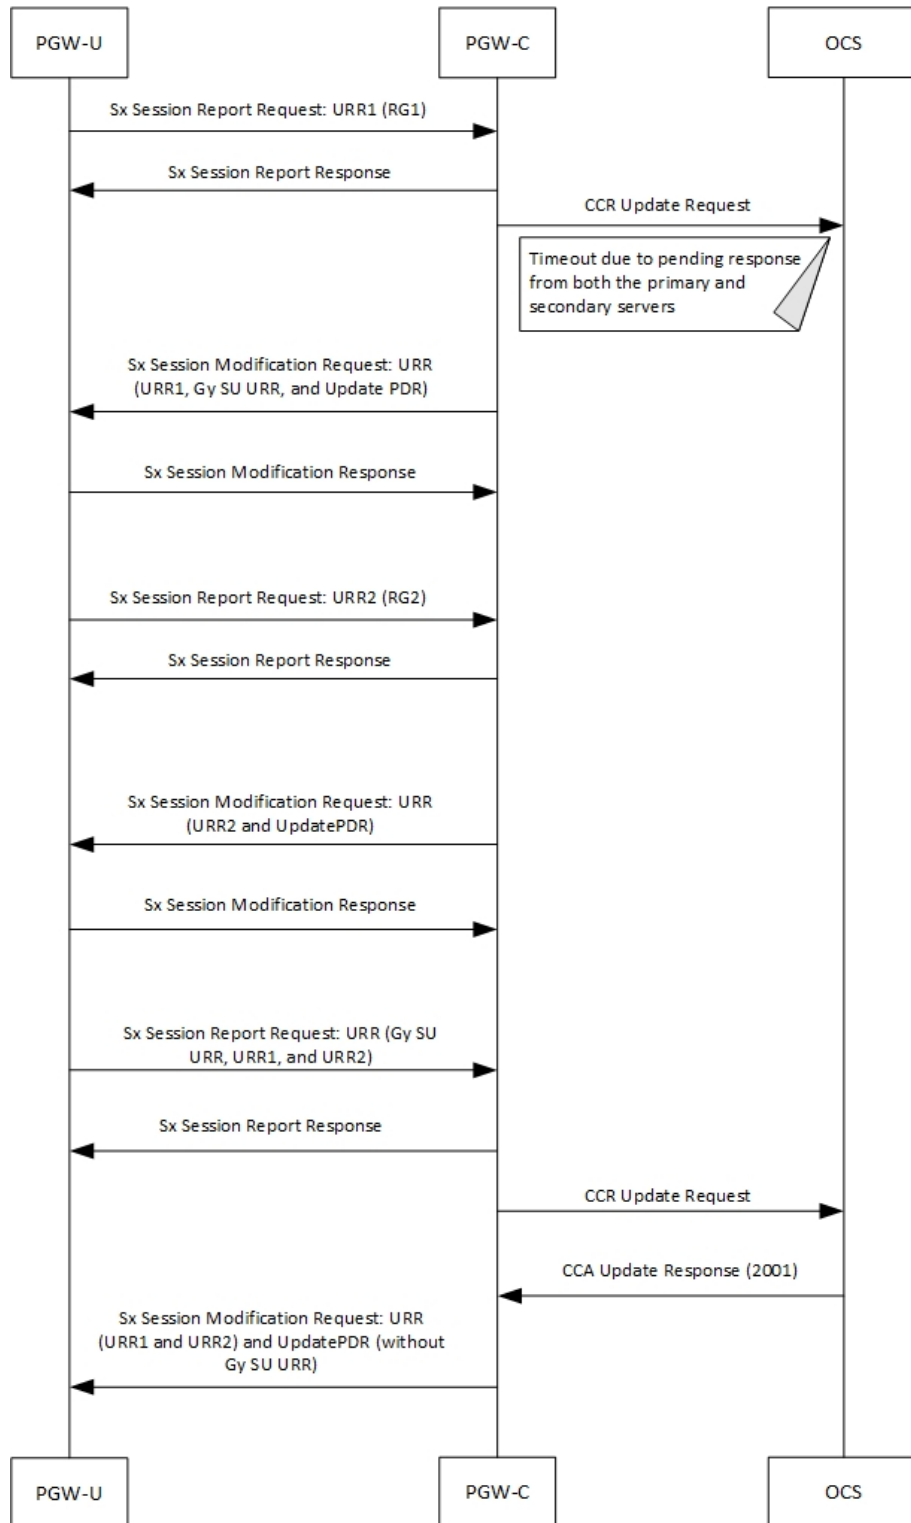 PGW-U
PGW-C
OCS
Sx Session Report Request: URR1 (RG1)
Sx Session Report Response
CCR Update Request
Timeout due to pending response
from both the primary and
secondary servers
Sx Session Modification Request: URR
(URR1, Gy SU URR, and Update PDR)
Sx Session Modification Response
Sx Session Report Request: URR2 (RG2)
Sx Session Report Response
Sx Session Modification Request: URR
(URR2 and UpdatePDR)
Sx Session Modification Response
Sx Session Report Request: URR (Gy SU
URR, URR1, and URR2)
Sx Session Report Response
CCR Update Request
CCA Update Response (2001)
Sx Session Modification Request: URR
(URR1 and URR2) and UpdatePDR (without
Gy SU URR)
PGW-U
PGW-C
OCS